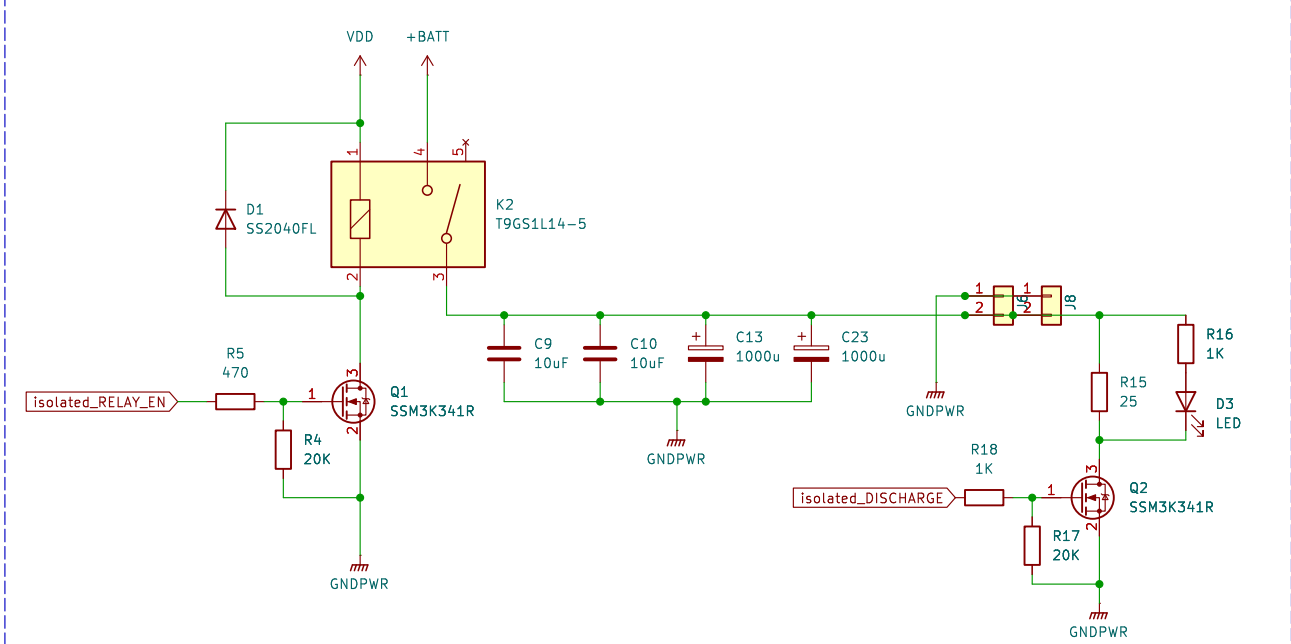 VDD
+BATT
1
4
5
D1
SS2040FL
K2
T9GS1L14-5
2
3
1
1
J6
J8
2
2
C9
10uF
C10
10uF
+
C13
1000u
+
C23
1000u
R16
1K
R5
470
3
isolated_RELAY_EN
1
Q1
SSM3K341R
2
R4
20K
GNDPWR
GNDPWR
R15
25
D3
LED
R18
1K
3
isolated_DISCHARGE
1
Q2
SSM3K341R
2
R17
20K
GNDPWR
GNDPWR